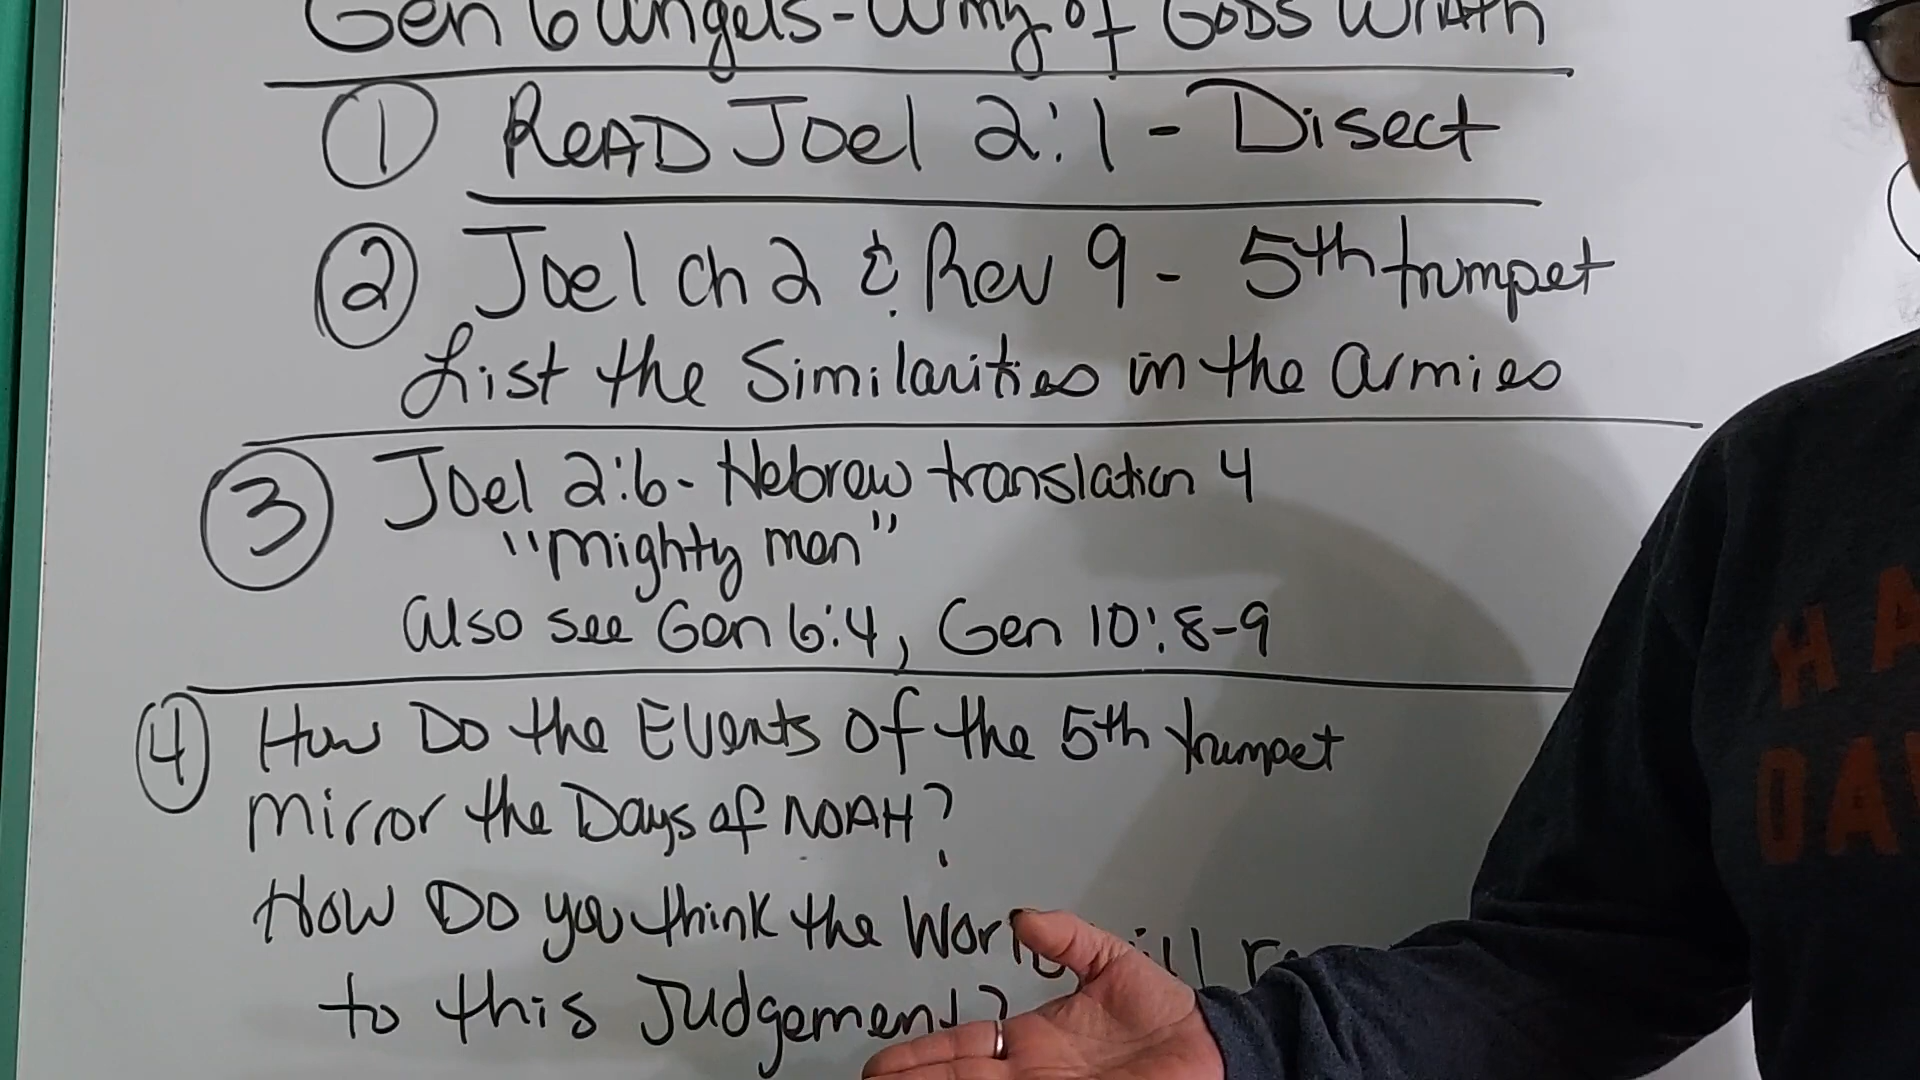 Gen 6 angels - army of GODS WRATH
① READ Joel 2:1 - Disect
② Joel ch 2 & Rev 9 - 5th trumpet
List the Similarities in the armies
③ Joel 2:6 - Hebrew translation 4
"mighty men"
also see Gen 6:4, Gen 10:8-9
④ How Do the Events of the 5th trumpet
mirror the Days of NOAH?
How Do you think the
to this Judgement?